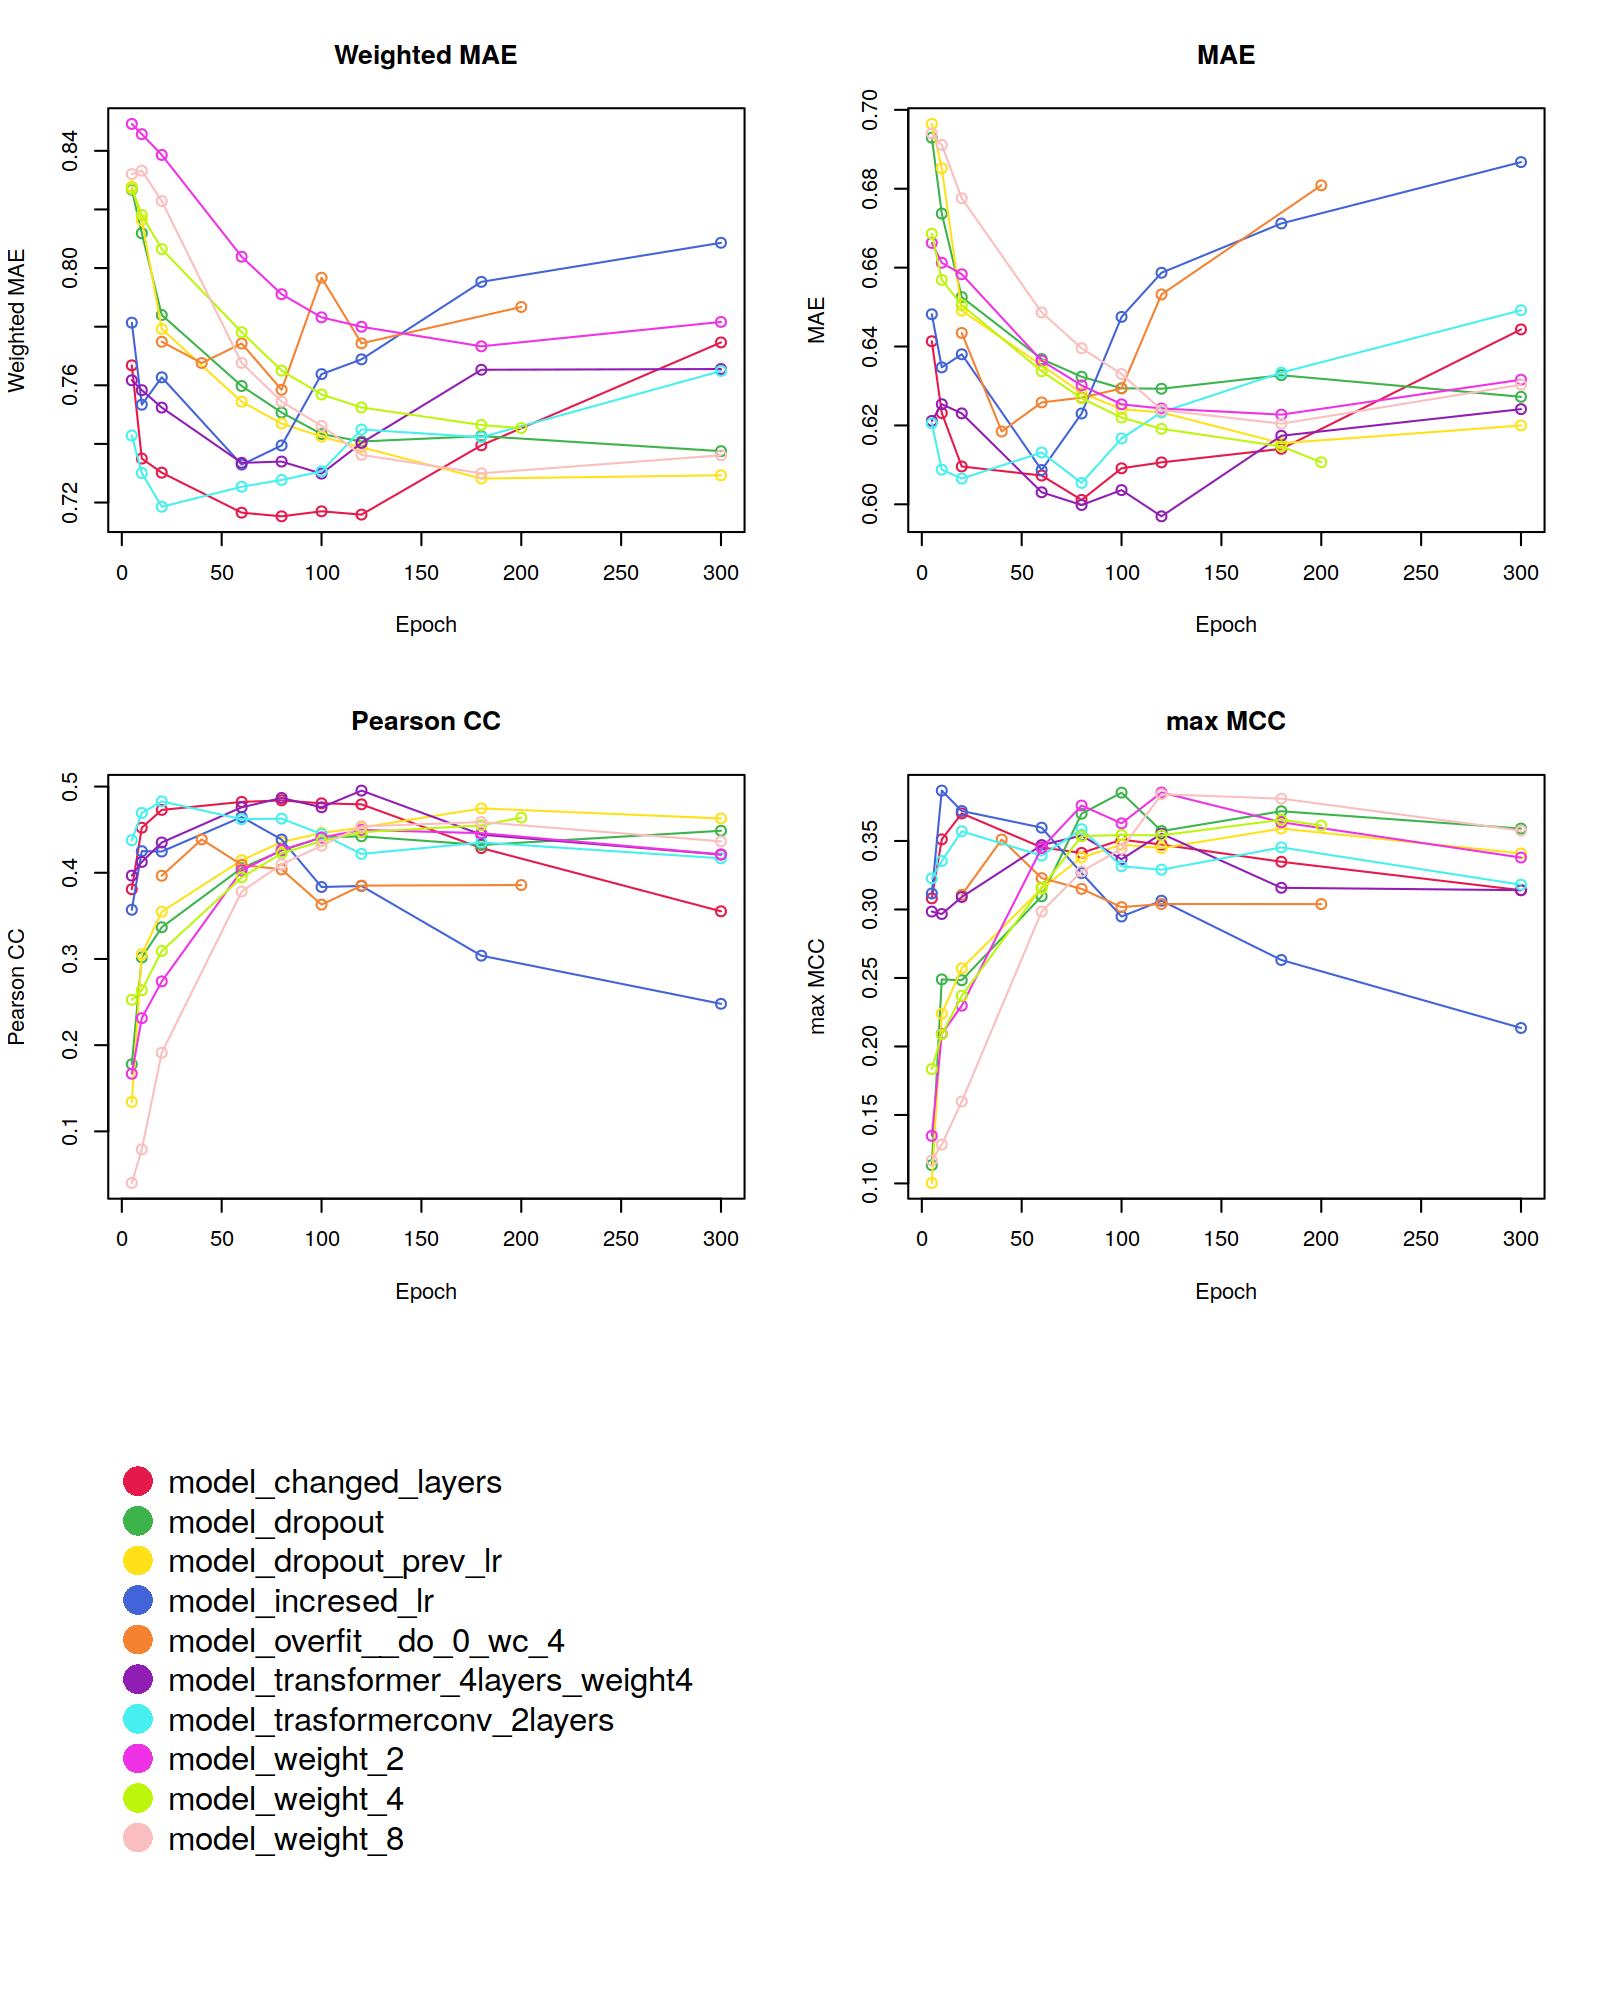 Weighted MAE
MAE
Weighted MAE
0.72 0.76 0.80 0.84
0 50 100 150 200 250 300
Epoch
MAE
0.60 0.62 0.64 0.66 0.68 0.70
0 50 100 150 200 250 300
Epoch
Pearson CC
max MCC
Pearson CC
0.1 0.2 0.3 0.4 0.5
0 50 100 150 200 250 300
Epoch
max MCC
0.10 0.15 0.20 0.25 0.30 0.35
0 50 100 150 200 250 300
Epoch
model_changed_layers
model_dropout
model_dropout_prev_lr
model_incresed_lr
model_overfit__do_0_wc_4
model_transformer_4layers_weight4
model_trasformerconv_2layers
model_weight_2
model_weight_4
model_weight_8